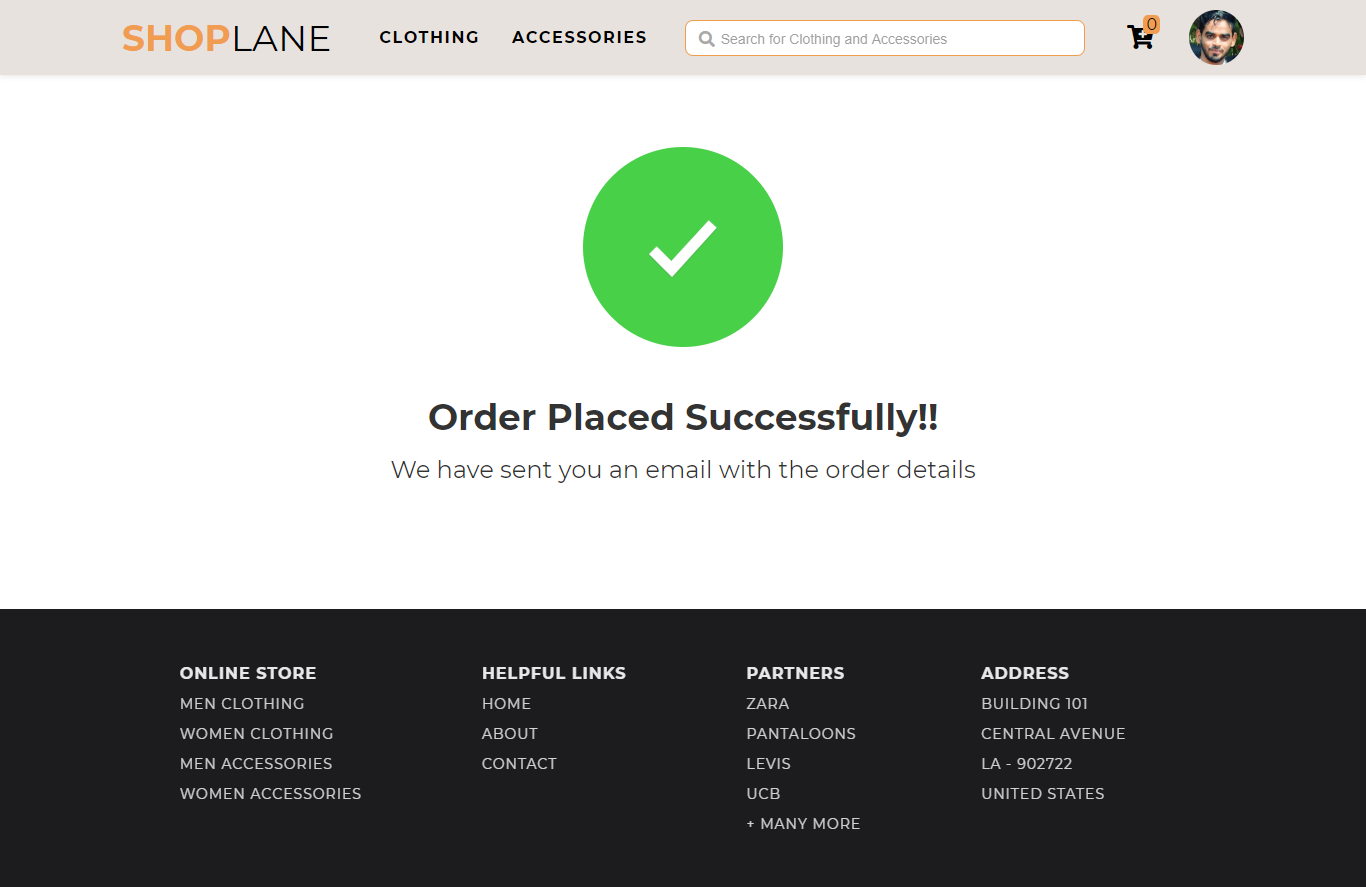 SHOPLANE
CLOTHING
ACCESSORIES
Search for Clothing and Accessories
0
Order Placed Successfully!!
We have sent you an email with the order details
ONLINE STORE
MEN CLOTHING
WOMEN CLOTHING
MEN ACCESSORIES
WOMEN ACCESSORIES
HELPFUL LINKS
HOME
ABOUT
CONTACT
PARTNERS
ZARA
PANTALOONS
LEVIS
UCB
+ MANY MORE
ADDRESS
BUILDING 101
CENTRAL AVENUE
LA - 902722
UNITED STATES